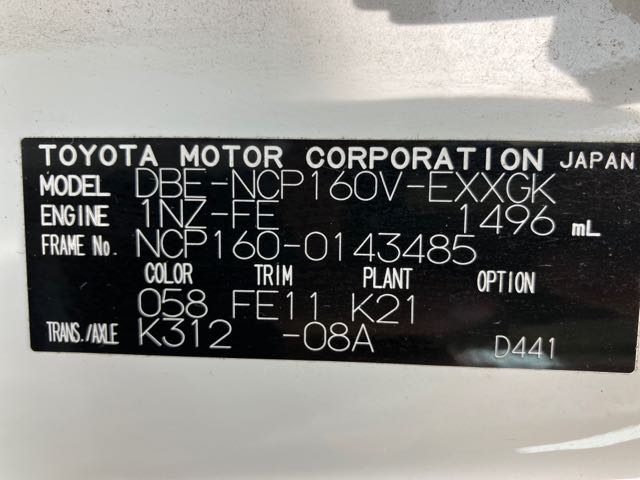 TOYOTA MOTOR CORPORATION JAPAN
MODEL DBE-NCP160V-EXXGK
ENGINE 1NZ-FE 1496 mL
FRAME No. NCP160-0143485
COLOR TRIM PLANT OPTION
058 FE11 K21
TRANS./AXLE K312 -08A D441